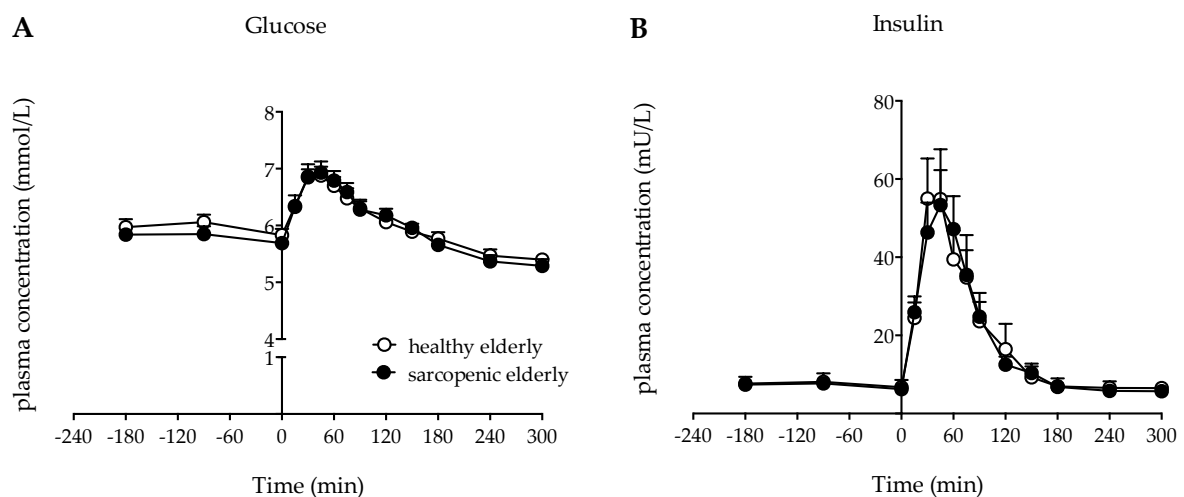 A
Glucose
plasma concentration (mmol/L)
8
7
6
5
4
1
healthy elderly
sarcopenic elderly
-240 -180 -120 -60 0 60 120 180 240 300
Time (min)
B
Insulin
plasma concentration (mU/L)
80
60
40
20
-240 -180 -120 -60 0 60 120 180 240 300
Time (min)